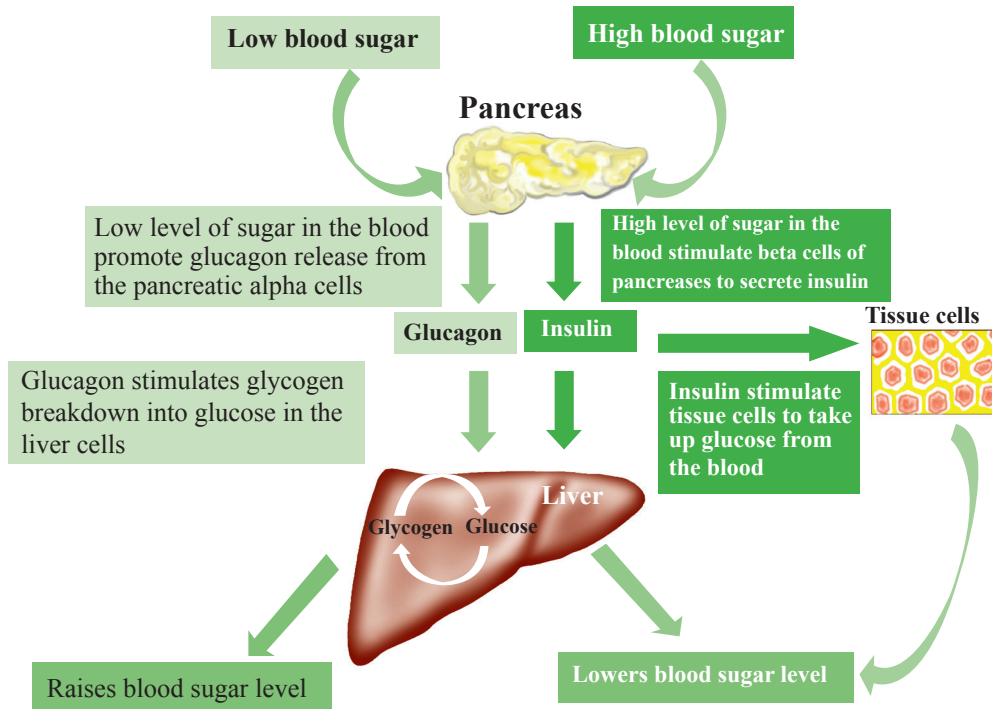 Low blood sugar
High blood sugar
Pancreas
Low level of sugar in the blood
promote glucagon release from
the pancreatic alpha cells
High level of sugar in the
blood stimulate beta cells of
pancreases to secrete insulin
Glucagon
Insulin
Tissue cells
Glucagon stimulates glycogen
breakdown into glucose in the
liver cells
Insulin stimulate
tissue cells to take
up glucose from
the blood
Liver
Glycogen
Glucose
Raises blood sugar level
Lowers blood sugar level